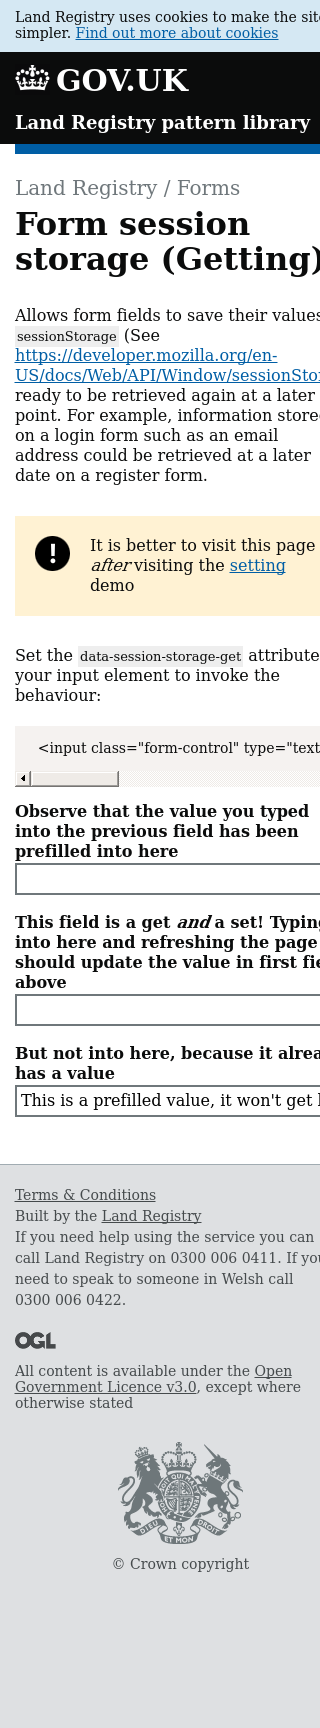 Land Registry uses cookies to make the
simpler. Find out more about cookies
GOV.UK
Land Registry pattern library
Land Registry / Forms
Form session
storage (Getting)
Allows form fields to save their values
sessionStorage (See
https://developer.mozilla.org/en-
US/docs/Web/API/Window/sessionStor
ready to be retrieved again at a later
point. For example, information stored
on a login form such as an email
address could be retrieved at a later
date on a register form.
It is better to visit this page
after visiting the setting
demo
Set the data-session-storage-get attribute
your input element to invoke the
behaviour:
<input class="form-control" type="text
Observe that the value you typed
into the previous field has been
prefilled into here
This field is a get and a set! Typing
into here and refreshing the page
should update the value in first
above
But not into here, because it
has a value
This is a prefilled value, it won't get
Terms & Conditions
Built by the Land Registry
If you need help using the service you can
call Land Registry on 0300 006 0411. If you
need to speak to someone in Welsh call
0300 006 0422.
OGL
All content is available under the Open
Government Licence v3.0, except where
otherwise stated
© Crown copyright